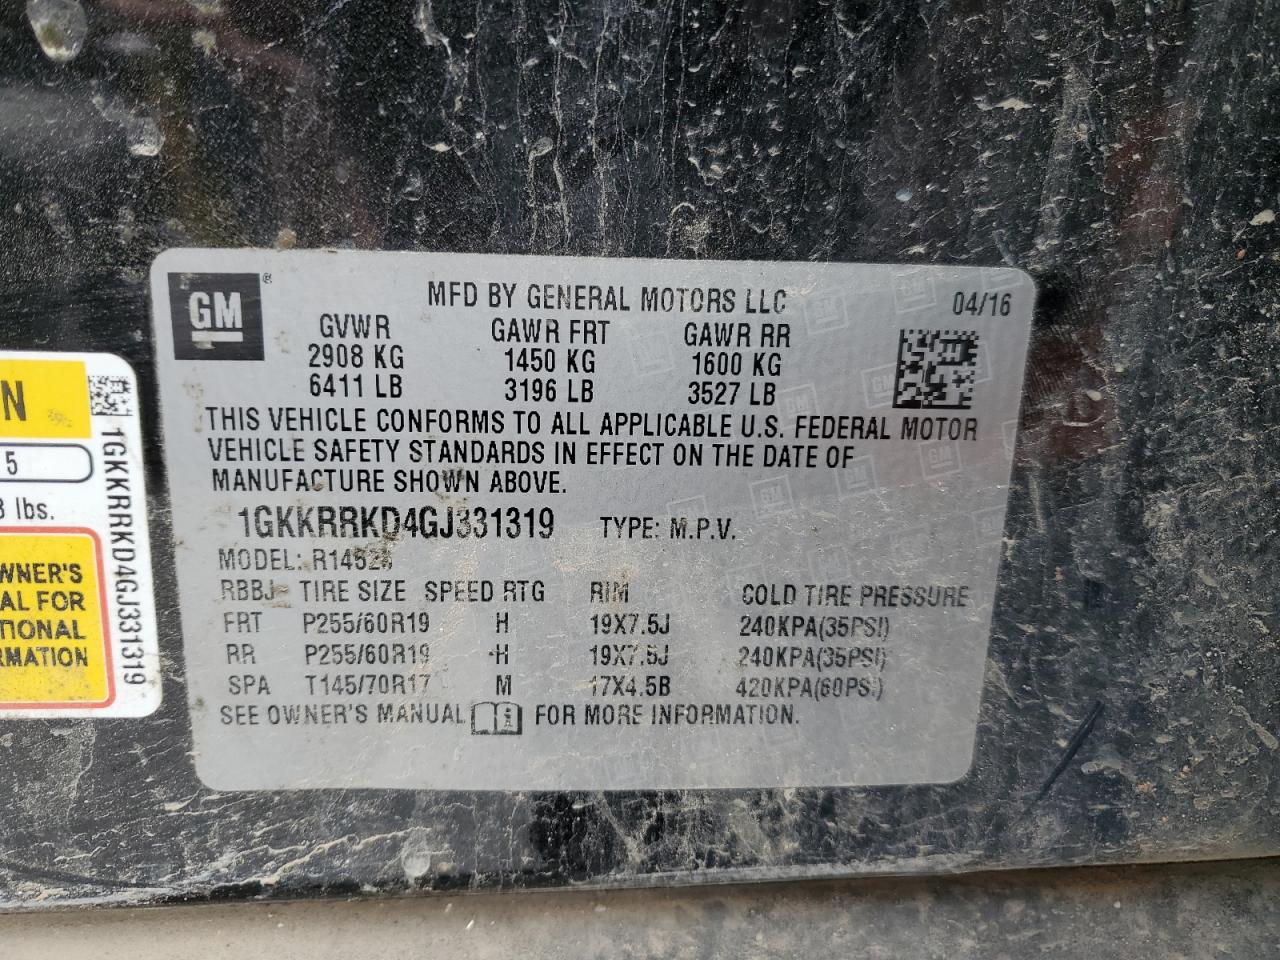 GM
®
MFD BY GENERAL MOTORS LLC
04/16
GVWR GAWR FRT GAWR RR
2908 KG 1450 KG 1600 KG
6411 LB 3196 LB 3527 LB
THIS VEHICLE CONFORMS TO ALL APPLICABLE U.S. FEDERAL MOTOR
VEHICLE SAFETY STANDARDS IN EFFECT ON THE DATE OF
MANUFACTURE SHOWN ABOVE.
1GKKRRKD4GJ331319 TYPE: M.P.V.
MODEL: R14526
RBBJ TIRE SIZE SPEED RTG RIM COLD TIRE PRESSURE
FRT P255/60R19 H 19X7.5J 240KPA(35PSI)
RR P255/60R19 H 19X7.5J 240KPA(35PSI)
SPA T145/70R17 M 17X4.5B 420KPA(60PSI)
SEE OWNER'S MANUAL i FOR MORE INFORMATION.
N
5
lbs.
WNER'S
AL FOR
TIONAL
RMATION
1GKKRRKD4GJ331319